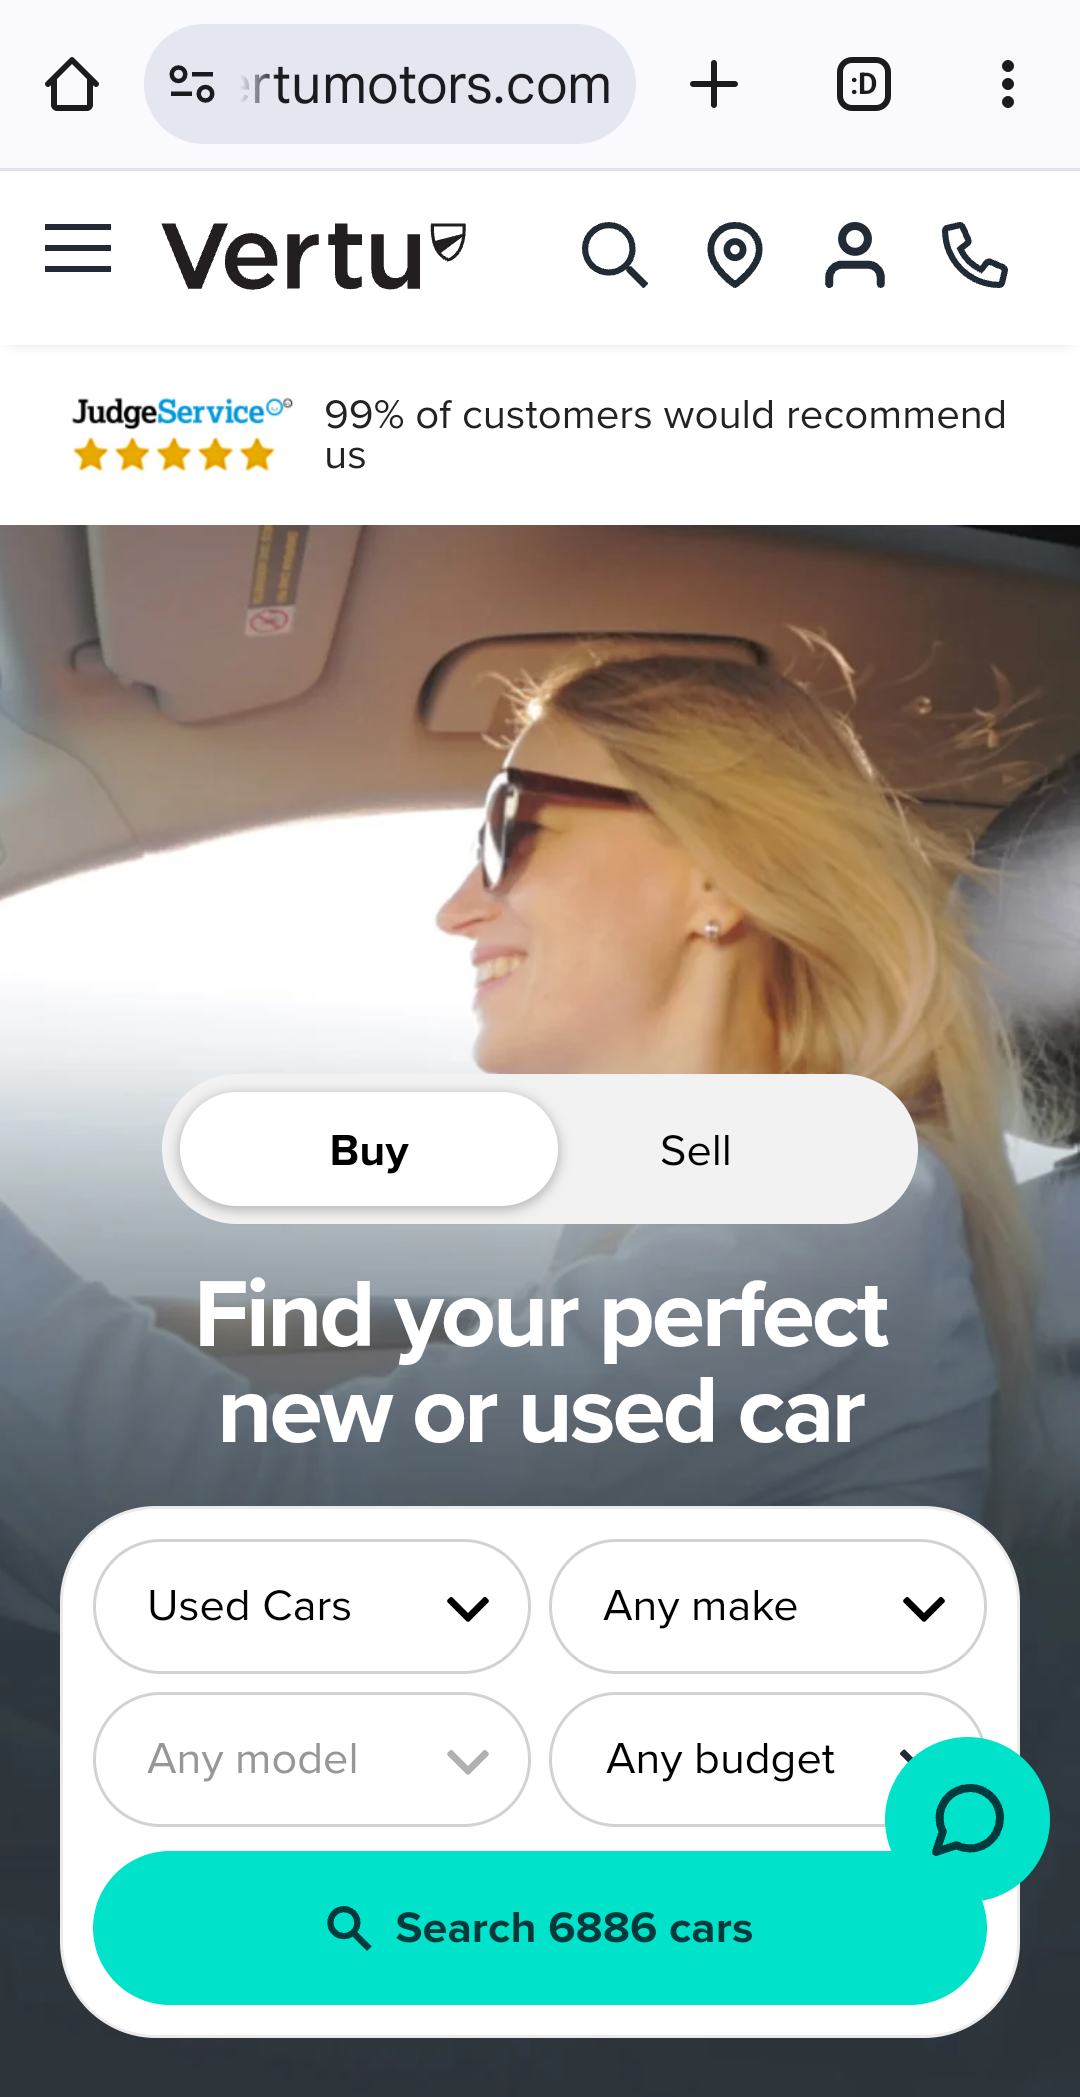 ertumotors.com
:D
Vertu
JudgeService
99% of customers would recommend
us
Buy
Sell
Find your perfect
new or used car
Used Cars
Any make
Any model
Any budget
Search 6886 cars